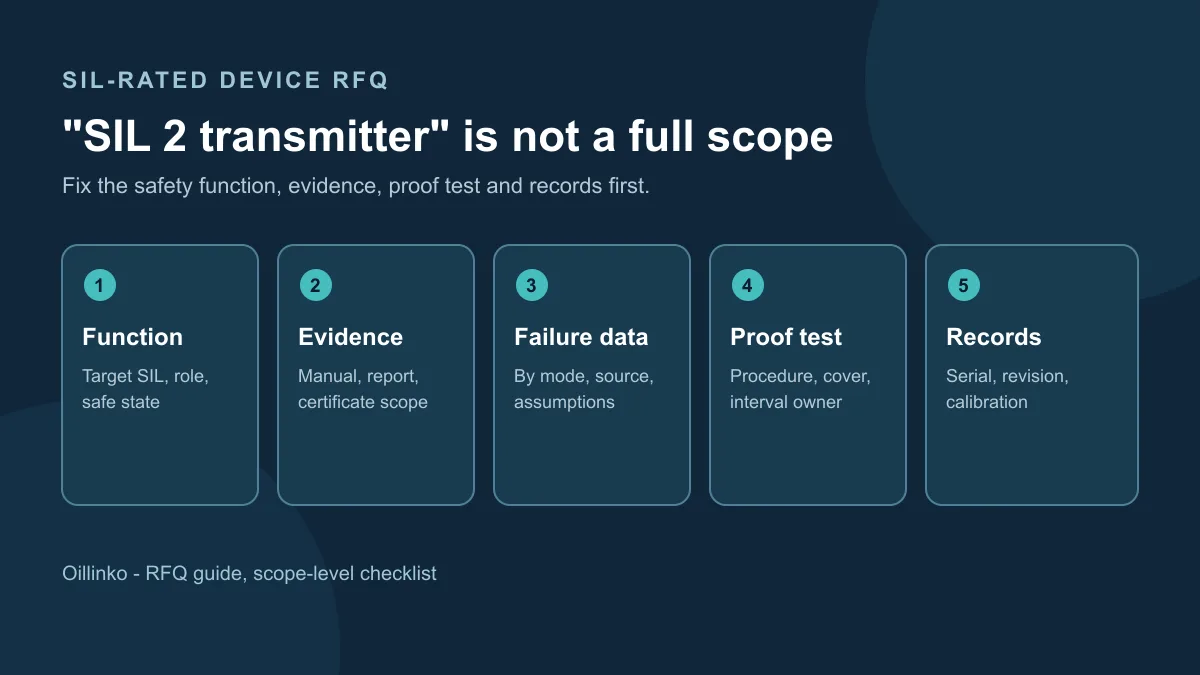 SIL-RATED DEVICE RFQ
"SIL 2 transmitter" is not a full scope
Fix the safety function, evidence, proof test and records first.
1
Function
Target SIL, role,
safe state
2
Evidence
Manual, report,
certificate scope
3
Failure data
By mode, source,
assumptions
4
Proof test
Procedure, cover,
interval owner
5
Records
Serial, revision,
calibration
Oillinko - RFQ guide, scope-level checklist